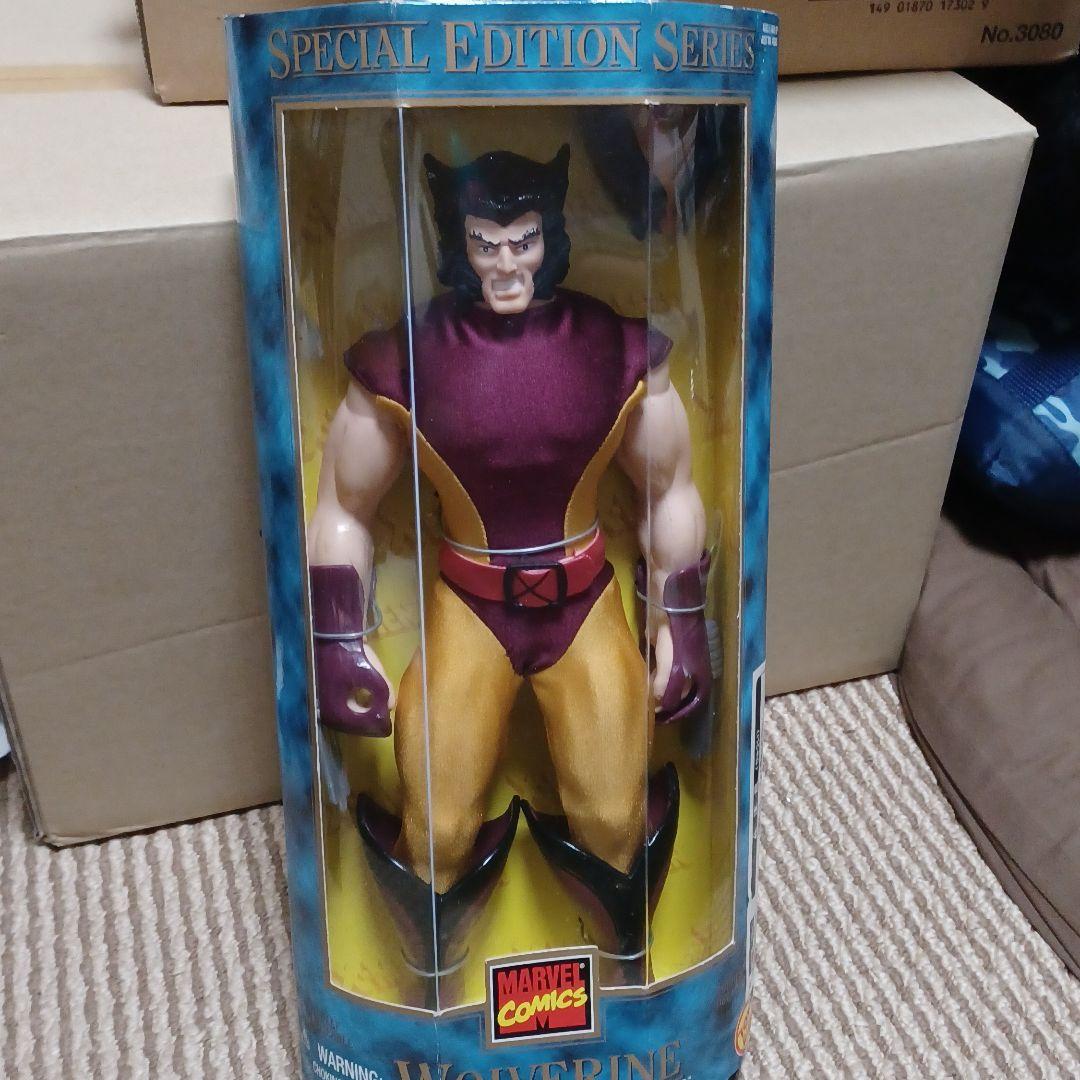 149 01870 17302 9
No.3080
SPECIAL EDITION SERIES
MARVEL
COMICS
WARNING:
WOLVERINE